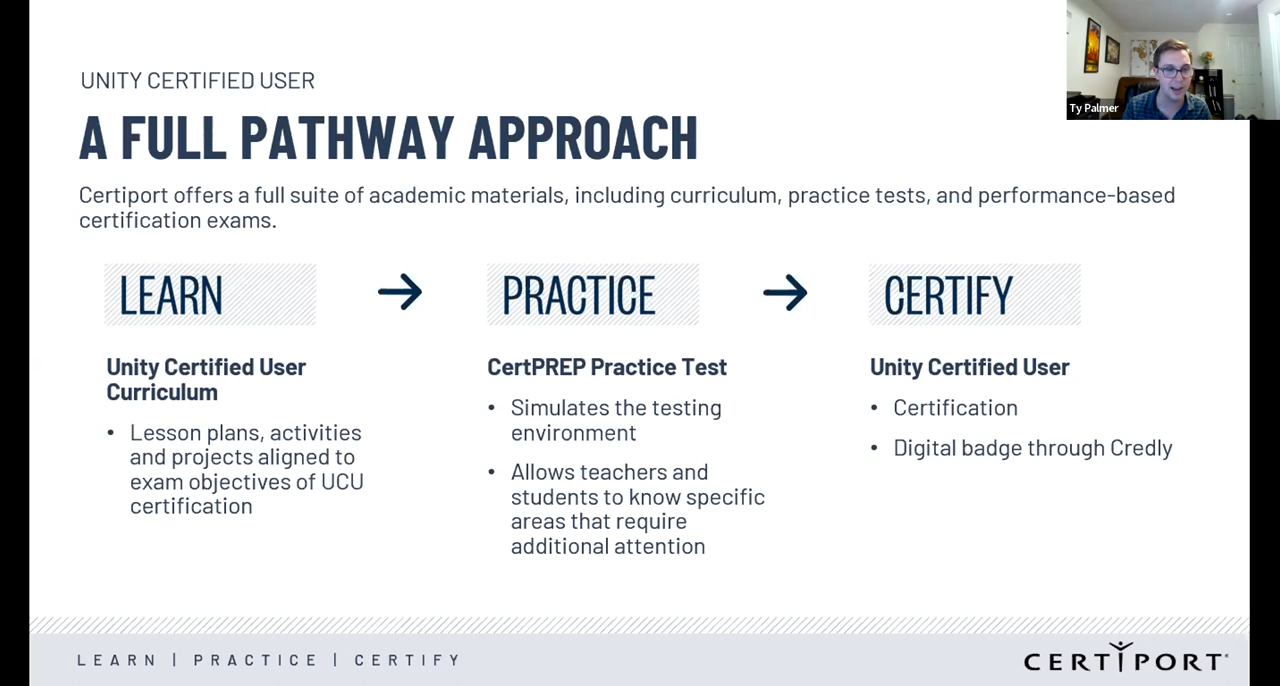 UNITY CERTIFIED USER
A FULL PATHWAY APPROACH
Certiport offers a full suite of academic materials, including curriculum, practice tests, and performance-based
certification exams.
LEARN
Unity Certified User
Curriculum
• Lesson plans, activities
and projects aligned to
exam objectives of UCU
certification
PRACTICE
CertPREP Practice Test
• Simulates the testing
environment
• Allows teachers and
students to know specific
areas that require
additional attention
CERTIFY
Unity Certified User
• Certification
• Digital badge through Credly
LEARN | PRACTICE | CERTIFY
CERTIPORT
Ty Palmer